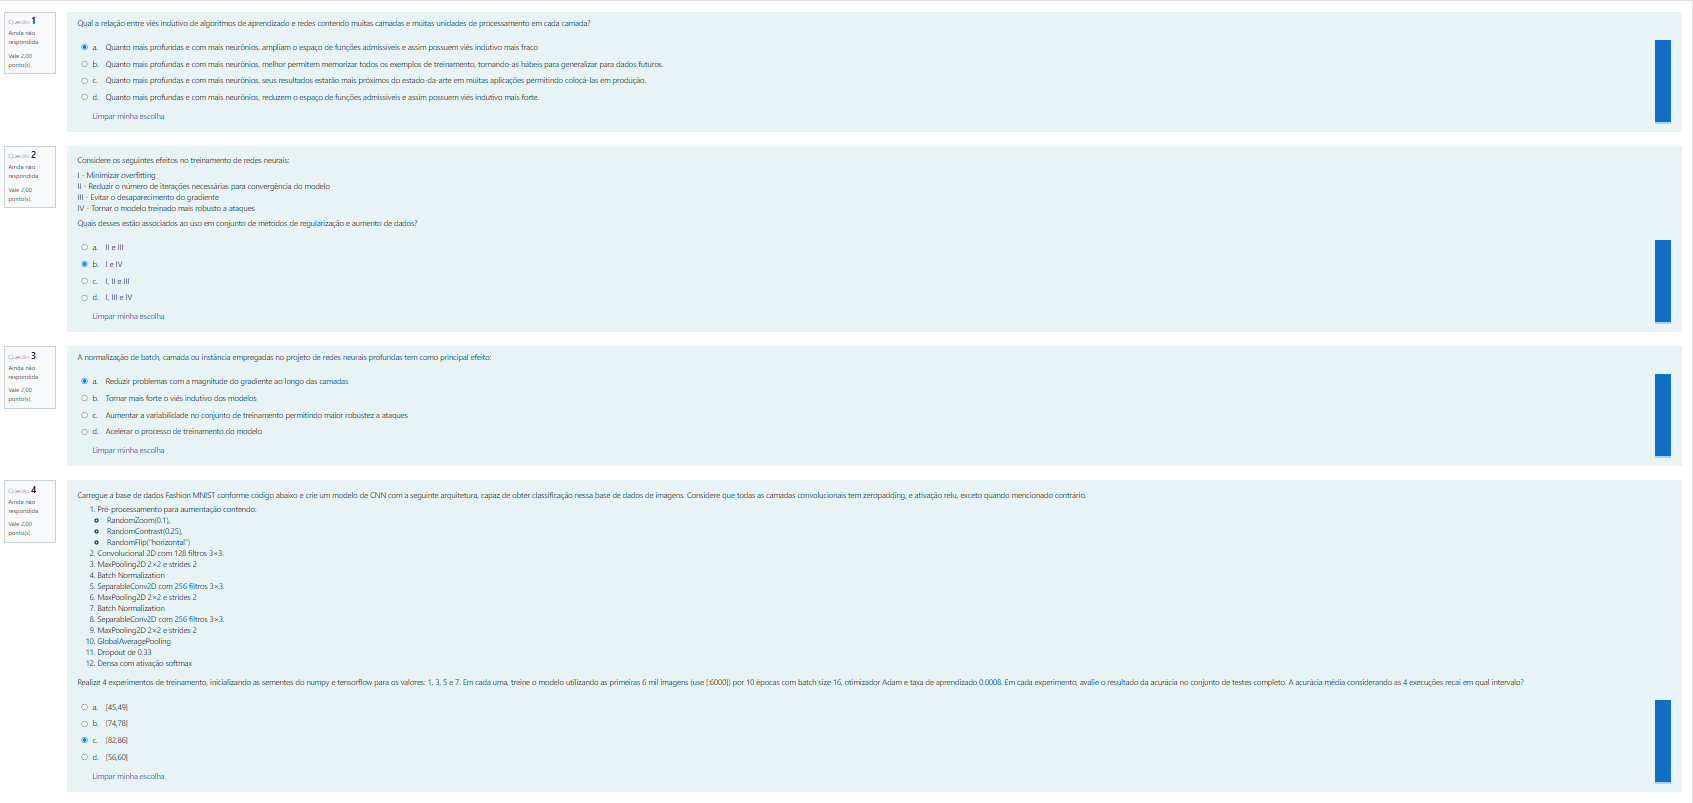 Questão 1
Ainda não
respondida
Vale 2,00
ponto(s).
Qual a relação entre viés indutivo de algoritmos de aprendizado e redes contendo muitas camadas e muitas unidades de processamento em cada camada?
a. Quanto mais profundas e com mais neurônios, ampliam o espaço de funções admissíveis e assim possuem viés indutivo mais fraco
b. Quanto mais profundas e com mais neurônios, melhor permitem memorizar todos os exemplos de treinamento, tornando-as hábeis para generalizar para dados futuros.
c. Quanto mais profundas e com mais neurônios, seus resultados estarão mais próximos do estado-da-arte em muitas aplicações permitindo colocá-las em produção.
d. Quanto mais profundas e com mais neurônios, reduzem o espaço de funções admissíveis e assim possuem viés indutivo mais forte.
Limpar minha escolha
Questão 2
Ainda não
respondida
Vale 2,00
ponto(s).
Considere os seguintes efeitos no treinamento de redes neurais:
I - Minimizar overfitting
II - Reduzir o número de iterações necessárias para convergência do modelo
III - Evitar o desaparecimento do gradiente
IV - Tornar o modelo treinado mais robusto a ataques
Quais desses estão associados ao uso em conjunto de métodos de regularização e aumento de dados?
a. II e III
b. I e IV
c. I, II e III
d. I, III e IV
Limpar minha escolha
Questão 3
Ainda não
respondida
Vale 2,00
ponto(s).
A normalização de batch, camada ou instância empregadas no projeto de redes neurais profundas tem como principal efeito:
a. Reduzir problemas com a magnitude do gradiente ao longo das camadas
b. Tornar mais forte o viés indutivo dos modelos
c. Aumentar a variabilidade no conjunto de treinamento permitindo maior robustez a ataques
d. Acelerar o processo de treinamento do modelo
Limpar minha escolha
Questão 4
Ainda não
respondida
Vale 2,00
ponto(s).
Carregue a base de dados Fashion MNIST conforme código abaixo e crie um modelo de CNN com a seguinte arquitetura, capaz de obter classificação nessa base de dados de imagens. Considere que todas as camadas convolucionais tem zeropadding, e ativação relu, exceto quando mencionado contrário.
1. Pré-processamento para aumentação contendo:
RandomZoom(0.1),
RandomContrast(0.25),
RandomFlip("horizontal")
2. Convolucional 2D com 128 filtros 3×3.
3. MaxPooling2D 2×2 e strides 2
4. Batch Normalization
5. SeparableConv2D com 256 filtros 3×3.
6. MaxPooling2D 2×2 e strides 2
7. Batch Normalization
8. SeparableConv2D com 256 filtros 3×3.
9. MaxPooling2D 2×2 e strides 2
10. GlobalAveragePooling
11. Dropout de 0.33
12. Densa com ativação softmax
Realize 4 experimentos de treinamento, inicializando as sementes do numpy e tensorflow para os valores: 1, 3, 5 e 7. Em cada uma, treine o modelo utilizando as primeiras 6 mil imagens (use [:6000]) por 10 épocas com batch size 16, otimizador Adam e taxa de aprendizado 0.0008. Em cada experimento, avalie o resultado da acurácia no conjunto de testes completo. A acurácia média considerando as 4 execuções recai em qual intervalo?
a. [45,49]
b. [74,78]
c. [82,86]
d. [56,60]
Limpar minha escolha